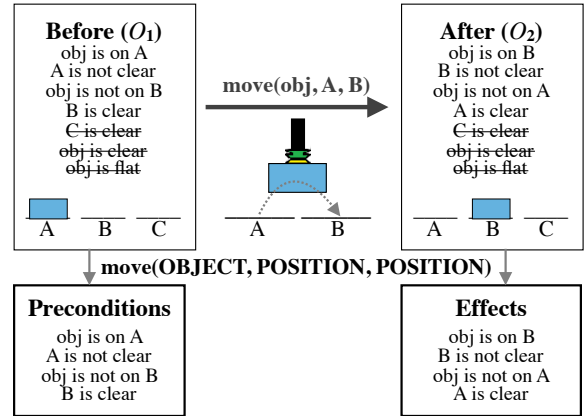 Before (O1)
obj is on A
A is not clear
obj is not on B
B is clear
C is clear
obj is clear
obj is flat
A B C
move(obj, A, B)
A B
After (O2)
obj is on B
B is not clear
obj is not on A
A is clear
C is clear
obj is clear
obj is flat
A B C
move(OBJECT, POSITION, POSITION)
Preconditions
obj is on A
A is not clear
obj is not on B
B is clear
Effects
obj is on B
B is not clear
obj is not on A
A is clear